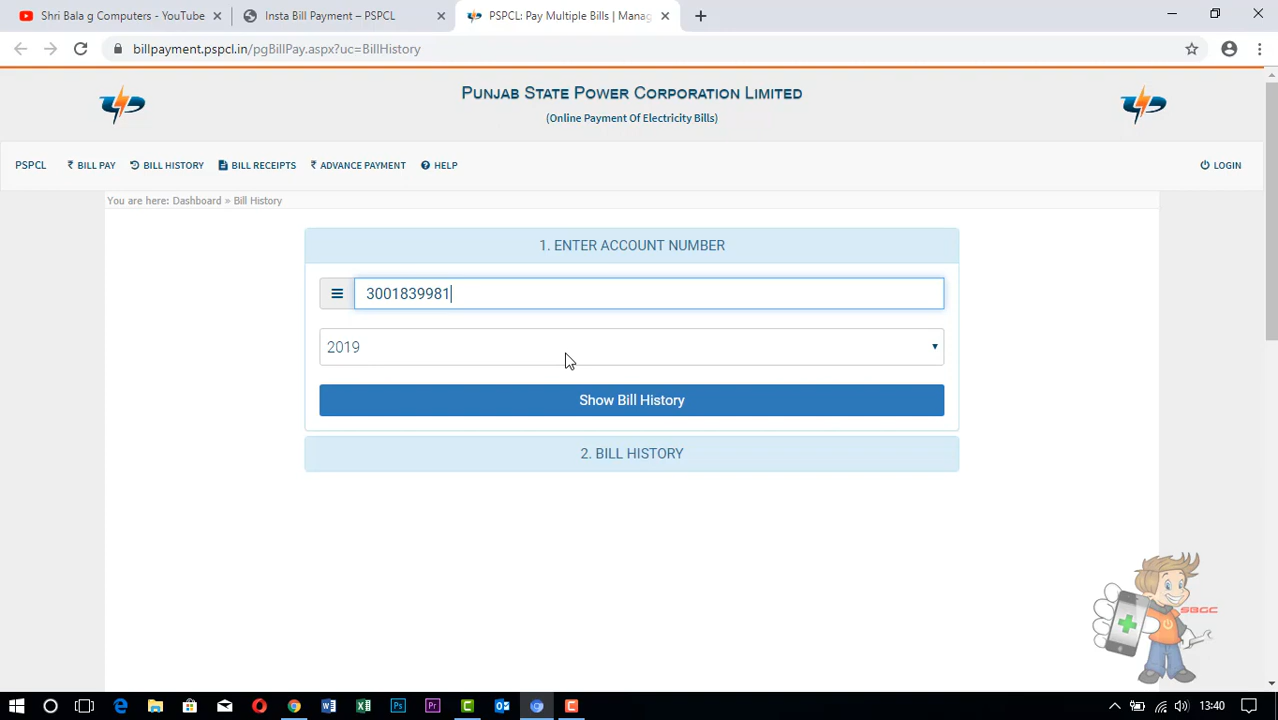 Shri Bala g Computers - YouTube
Insta Bill Payment – PSPCL
PSPCL: Pay Multiple Bills | Manag
billpayment.pspcl.in/pgBillPay.aspx?uc=BillHistory
PUNJAB STATE POWER CORPORATION LIMITED
(Online Payment Of Electricity Bills)
PSPCL ₹ BILL PAY BILL HISTORY BILL RECEIPTS ₹ ADVANCE PAYMENT HELP LOGIN
You are here: Dashboard » Bill History
1. ENTER ACCOUNT NUMBER
3001839981
2019
Show Bill History
2. BILL HISTORY
SBGC
13:40